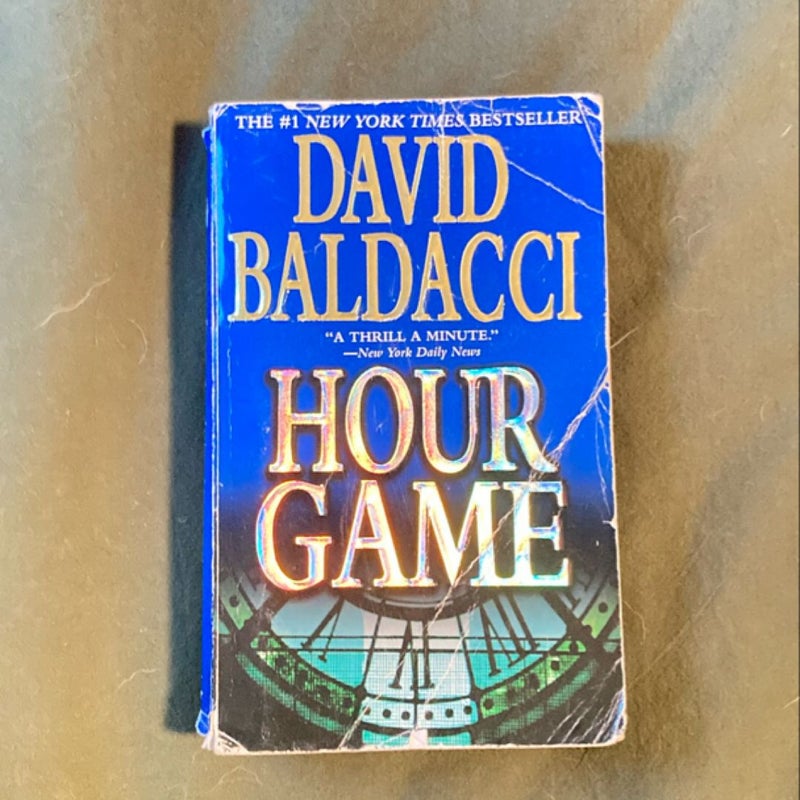 THE #1 NEW YORK TIMES BESTSELLER
DAVID
BALDACCI
“A THRILL A MINUTE.”
—New York Daily News
HOUR
GAME